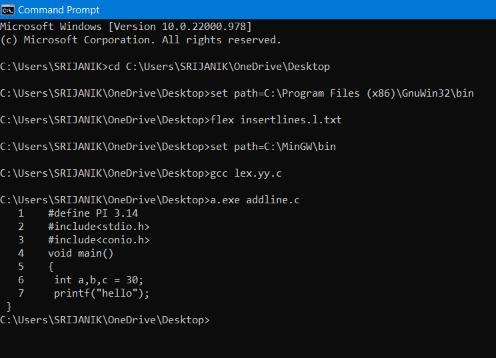 Command Prompt
Microsoft Windows [Version 10.0.22000.978]
(c) Microsoft Corporation. All rights reserved.
C:\Users\SRIJANIK>cd C:\Users\SRIJANIK\OneDrive\Desktop
C:\Users\SRIJANIK\OneDrive\Desktop>set path=C:\Program Files (x86)\GnuWin32\bin
C:\Users\SRIJANIK\OneDrive\Desktop>flex insertlines.l.txt
C:\Users\SRIJANIK\OneDrive\Desktop>set path=C:\MinGW\bin
C:\Users\SRIJANIK\OneDrive\Desktop>gcc lex.yy.c
C:\Users\SRIJANIK\OneDrive\Desktop>a.exe addline.c
1 #define PI 3.14
2 #include<stdio.h>
3 #include<conio.h>
4 void main()
5 {
6 int a,b,c = 30;
7 printf("hello");
}
C:\Users\SRIJANIK\OneDrive\Desktop>